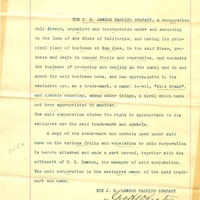 THE J. H. DAWSON PACKING COMPANY, a corporation
duly formed, organized and incorporated under and according
to the laws of the State of California, and having its prin-
cipal place of business at San Jose, in the said State, pro-
duces and deals in canned fruits and vegetables, and conducts
the business of producing and dealing in the same; and in and
about the said business uses, and has appropriated to its
exclusive use, as a trade-mark, a name: to-wit, "Bird Brand",
and symbols denoting, among other things, a bird; which have
not been appropriated by another.
The said corporation claims the right to appropriate to its
exclusive use the said trade-mark and symbols.
A copy of the trade-mark and symbols used under said
name on the various fruits and vegetables by said corporation
is hereto attached and made a part hereof, together with the
affidavit of E. L. Dawson, the manager of said corporation.
The said corporation is the exclusive owner of the said trade-
mark and name.
THE J. H. DAWSON PACKING COMPANY